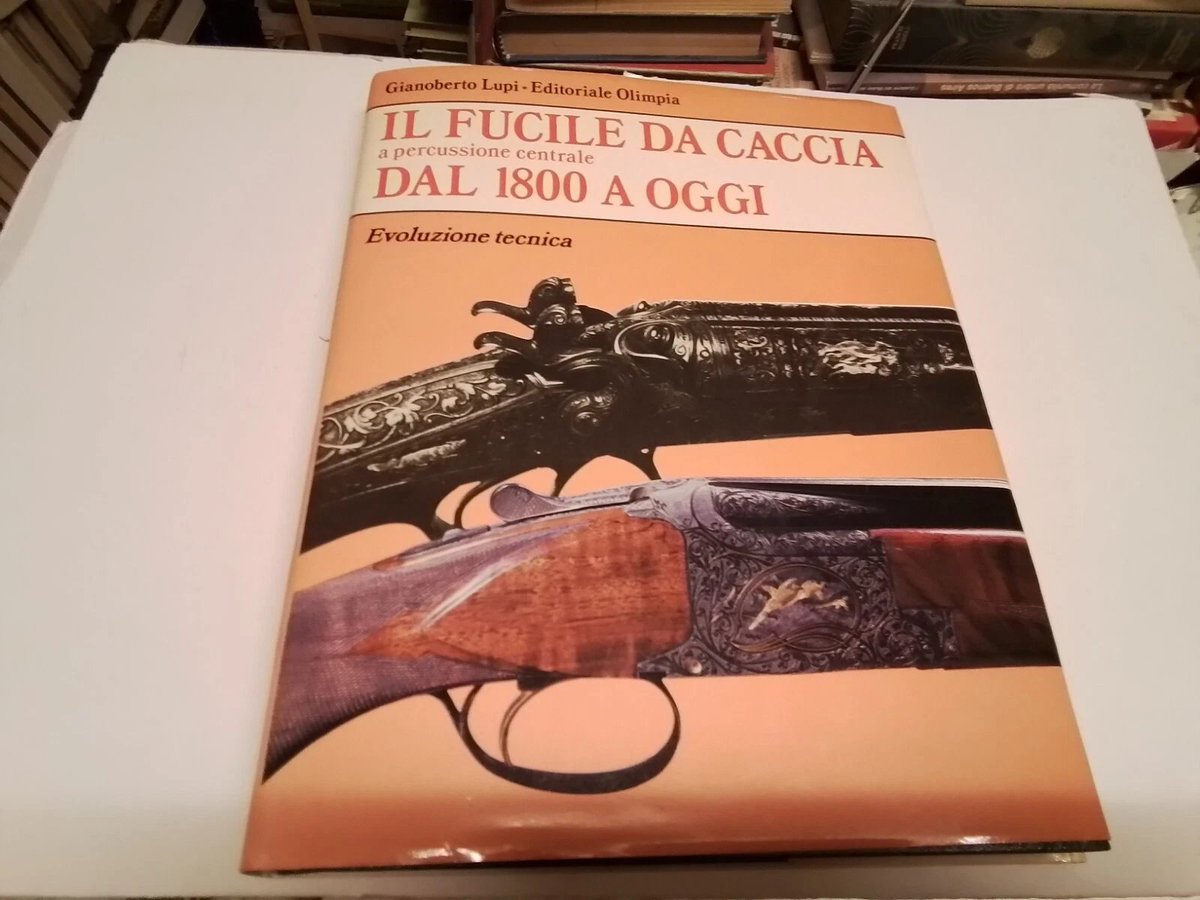 Gianoberto Lupi • Editoriale Olimpia
IL FUCILE DA CACCIA
a percussione centrale
DAL 1800 A OGGI
Evoluzione tecnica